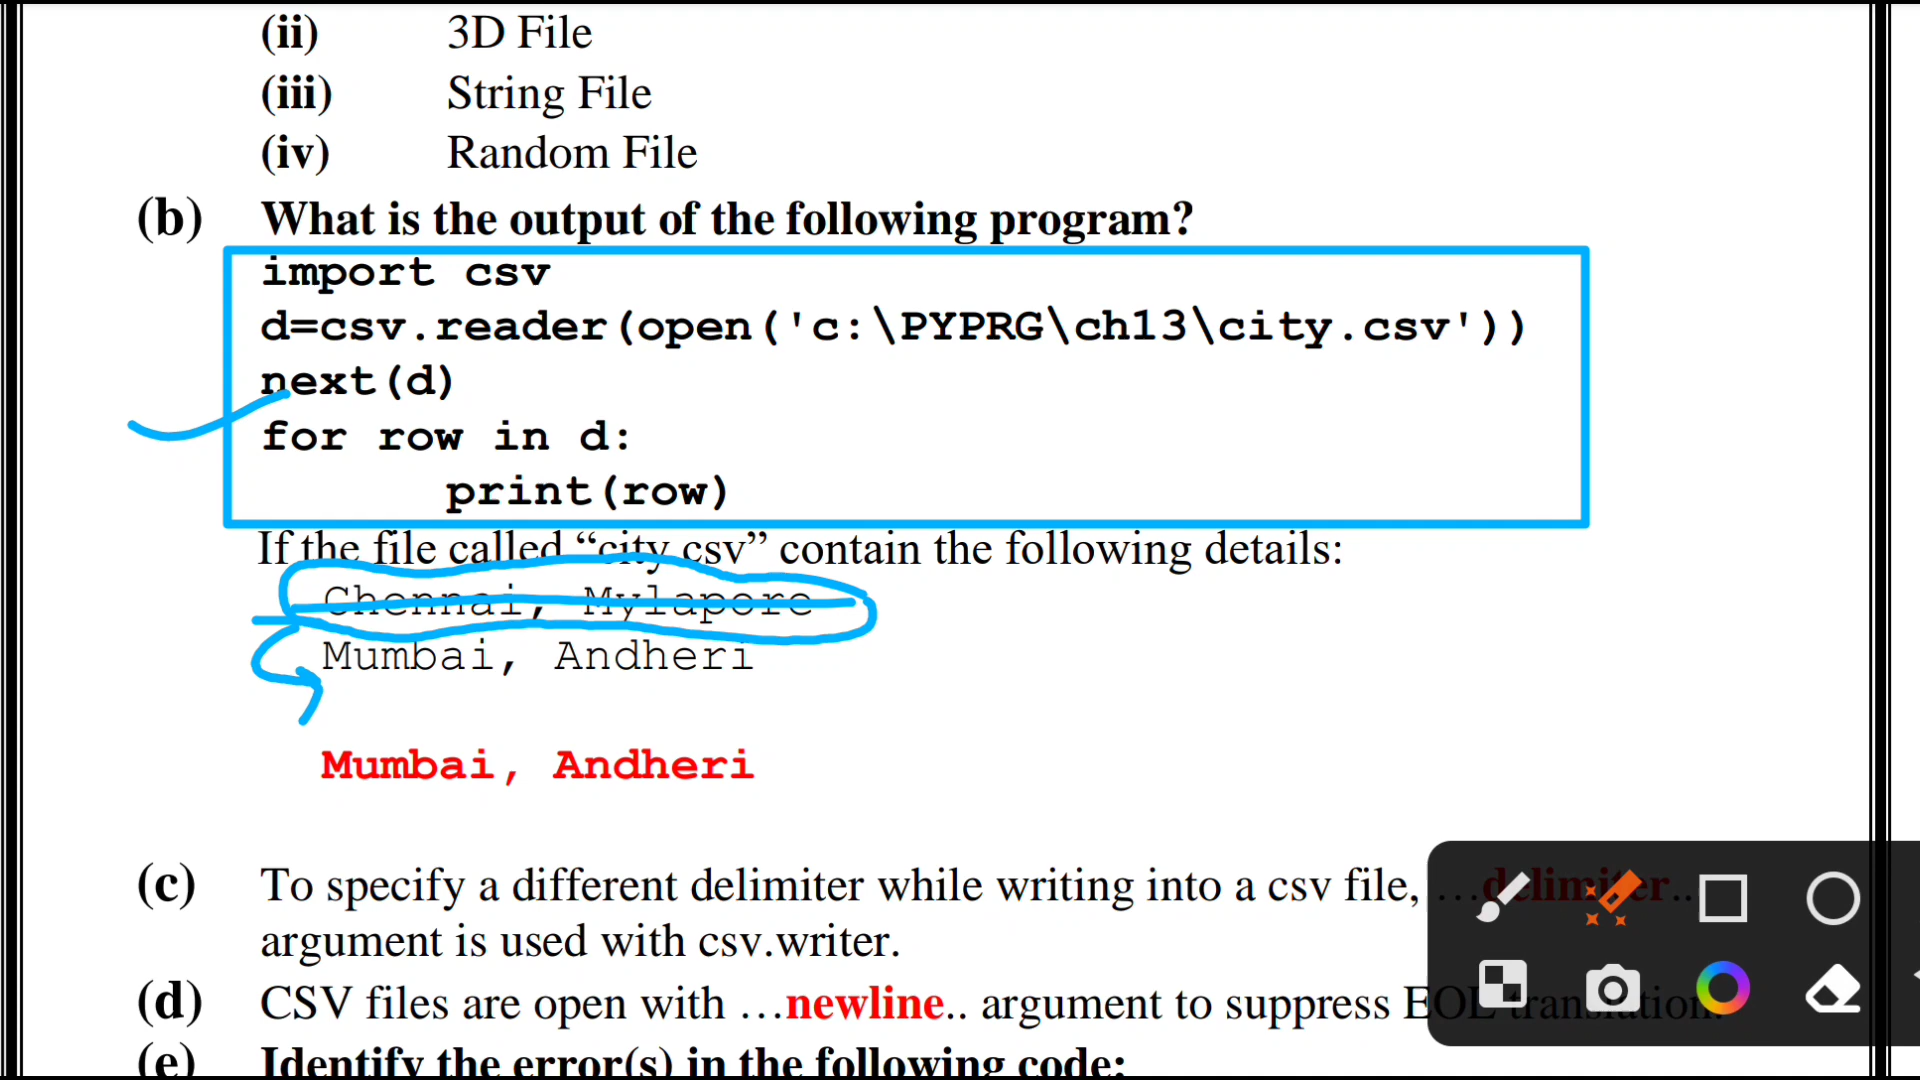 (ii) 3D File
(iii) String File
(iv) Random File
(b) What is the output of the following program?
import csv
d=csv.reader(open('c:\PYPRG\ch13\city.csv'))
next(d)
for row in d:
print(row)
If the file called “city.csv” contain the following details:
Chennai, Mylapore
Mumbai, Andheri
Mumbai, Andheri
(c) To specify a different delimiter while writing into a csv file, …delimiter..
argument is used with csv.writer.
(d) CSV files are open with …newline.. argument to suppress EOL translation.
(e) Identify the error(s) in the following code: